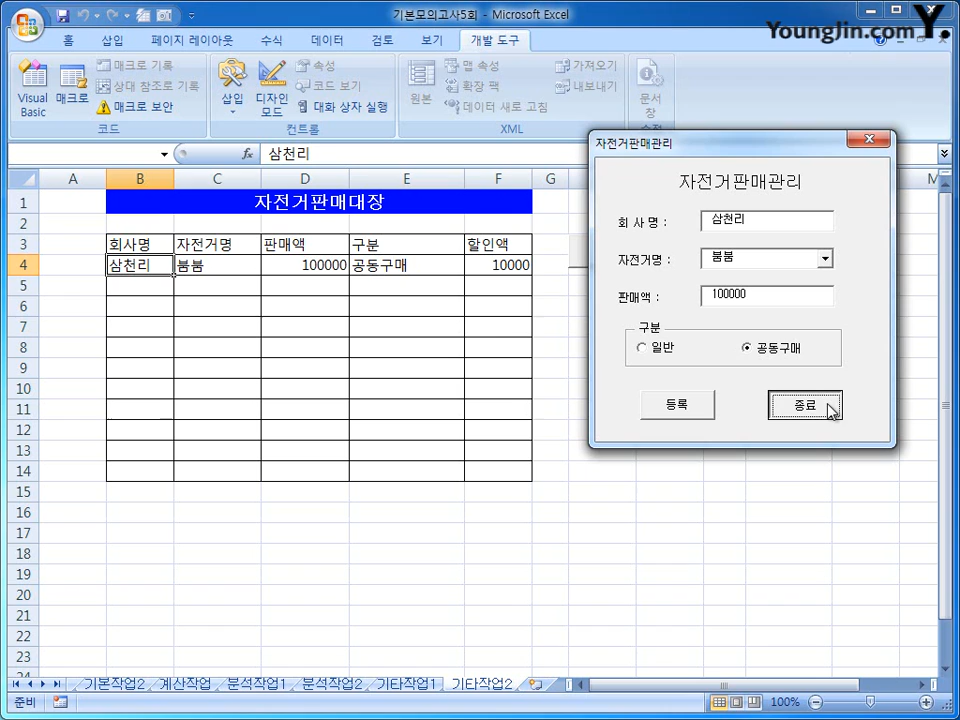 기본모의고사5회 - Microsoft Excel
YoungJin.com Y.
홈 삽입 페이지 레이아웃 수식 데이터 검토 보기 개발 도구
Visual Basic
매크로
매크로 기록
상대 참조로 기록
매크로 보안
코드
삽입
디자인 모드
속성
코드 보기
대화 상자 실행
컨트롤
원본
맵 속성
확장 팩
데이터 새로 고침
가져오기
내보내기
XML
문서 창
fx 삼천리
A B C D E F G M
1 자전거판매대장
2
3 회사명 자전거명 판매액 구분 할인액
4 삼천리 붐붐 100000 공동구매 10000
5
6
7
8
9
10
11
12
13
14
15
16
17
18
19
20
21
22
23
24
자전거판매관리
자전거판매관리
회 사 명 : 삼천리
자전거명 : 붐붐
판매액 : 100000
구분
일반 공동구매
등록 종료
기본작업2 계산작업 분석작업1 분석작업2 기타작업1 기타작업2
준비 100%